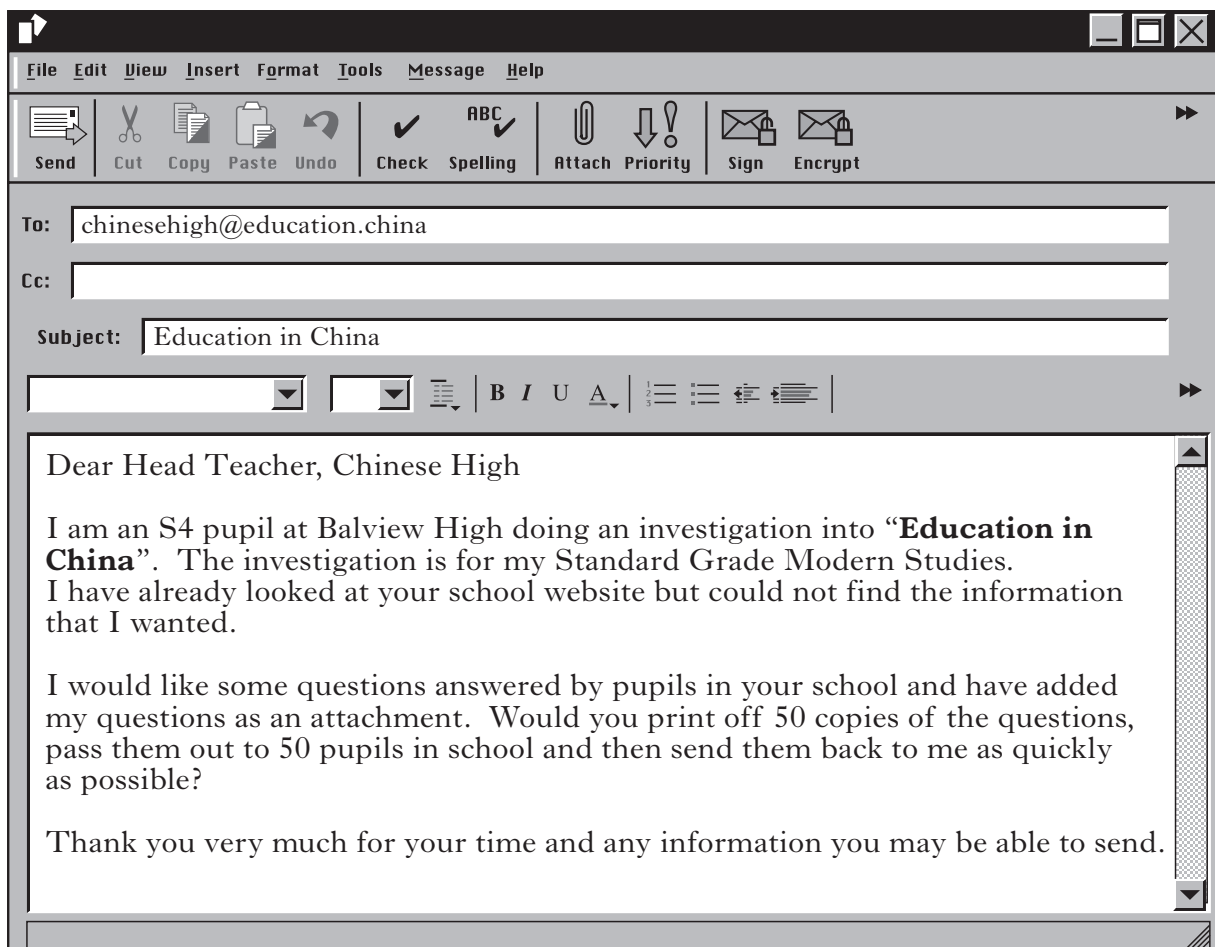 File Edit View Insert Format Tools Message Help
ABC
Send Cut Copy Paste Undo Check Spelling Attach Priority Sign Encrypt
To: chinesehigh@education.china
Cc:
Subject: Education in China
B I U A
Dear Head Teacher, Chinese High
I am an S4 pupil at Balview High doing an investigation into “Education in
China”. The investigation is for my Standard Grade Modern Studies.
I have already looked at your school website but could not find the information
that I wanted.
I would like some questions answered by pupils in your school and have added
my questions as an attachment. Would you print off 50 copies of the questions,
pass them out to 50 pupils in school and then send them back to me as quickly
as possible?
Thank you very much for your time and any information you may be able to send.